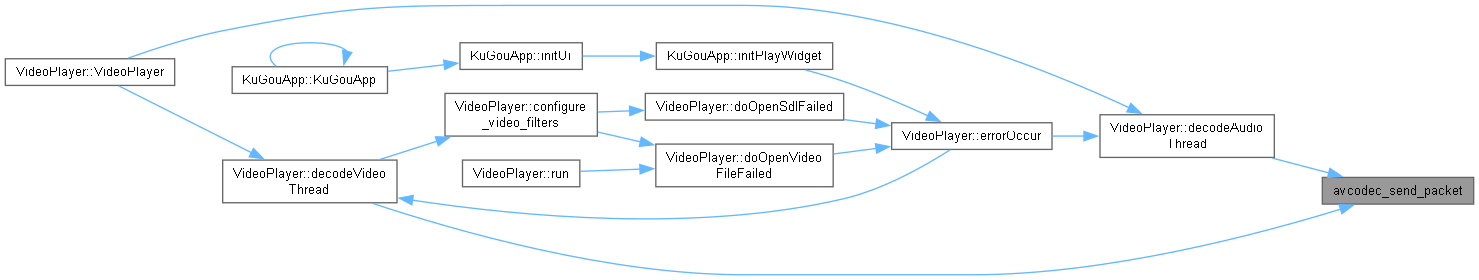 VideoPlayer::VideoPlayer
KuGouApp::KuGouApp
KuGouApp::initUi
KuGouApp::initPlayWidget
VideoPlayer::configure
_video_filters
VideoPlayer::doOpenSdlFailed
VideoPlayer::errorOccur
VideoPlayer::decodeAudio
Thread
VideoPlayer::decodeVideo
Thread
VideoPlayer::run
VideoPlayer::doOpenVideo
FileFailed
avcodec_send_packet